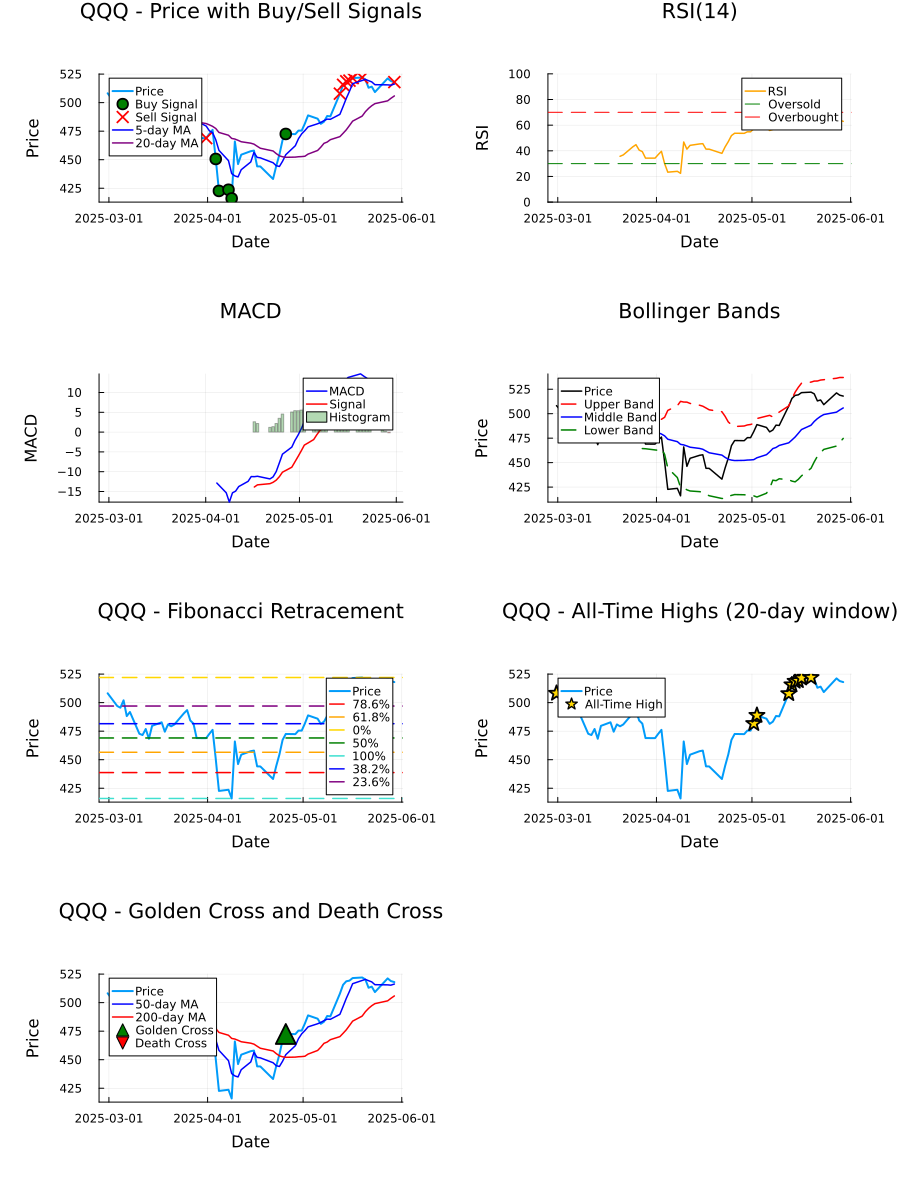 QQQ - Price with Buy/Sell Signals
525
500
475
450
425
Price
Price
Buy Signal
Sell Signal
5-day MA
20-day MA
2025-03-01
2025-04-01
2025-05-01
2025-06-01
Date
RSI(14)
100
80
60
40
20
0
RSI
RSI
Oversold
Overbought
2025-03-01
2025-04-01
2025-05-01
2025-06-01
Date
MACD
10
5
0
−5
−10
−15
MACD
MACD
Signal
Histogram
2025-03-01
2025-04-01
2025-05-01
2025-06-01
Date
Bollinger Bands
525
500
475
450
425
Price
Price
Upper Band
Middle Band
Lower Band
2025-03-01
2025-04-01
2025-05-01
2025-06-01
Date
QQQ - Fibonacci Retracement
525
500
475
450
425
Price
Price
78.6%
61.8%
0%
50%
100%
38.2%
23.6%
2025-03-01
2025-04-01
2025-05-01
2025-06-01
Date
QQQ - All-Time Highs (20-day window)
525
500
475
450
425
Price
Price
All-Time High
2025-03-01
2025-04-01
2025-05-01
2025-06-01
Date
QQQ - Golden Cross and Death Cross
525
500
475
450
425
Price
Price
50-day MA
200-day MA
Golden Cross
Death Cross
2025-03-01
2025-04-01
2025-05-01
2025-06-01
Date